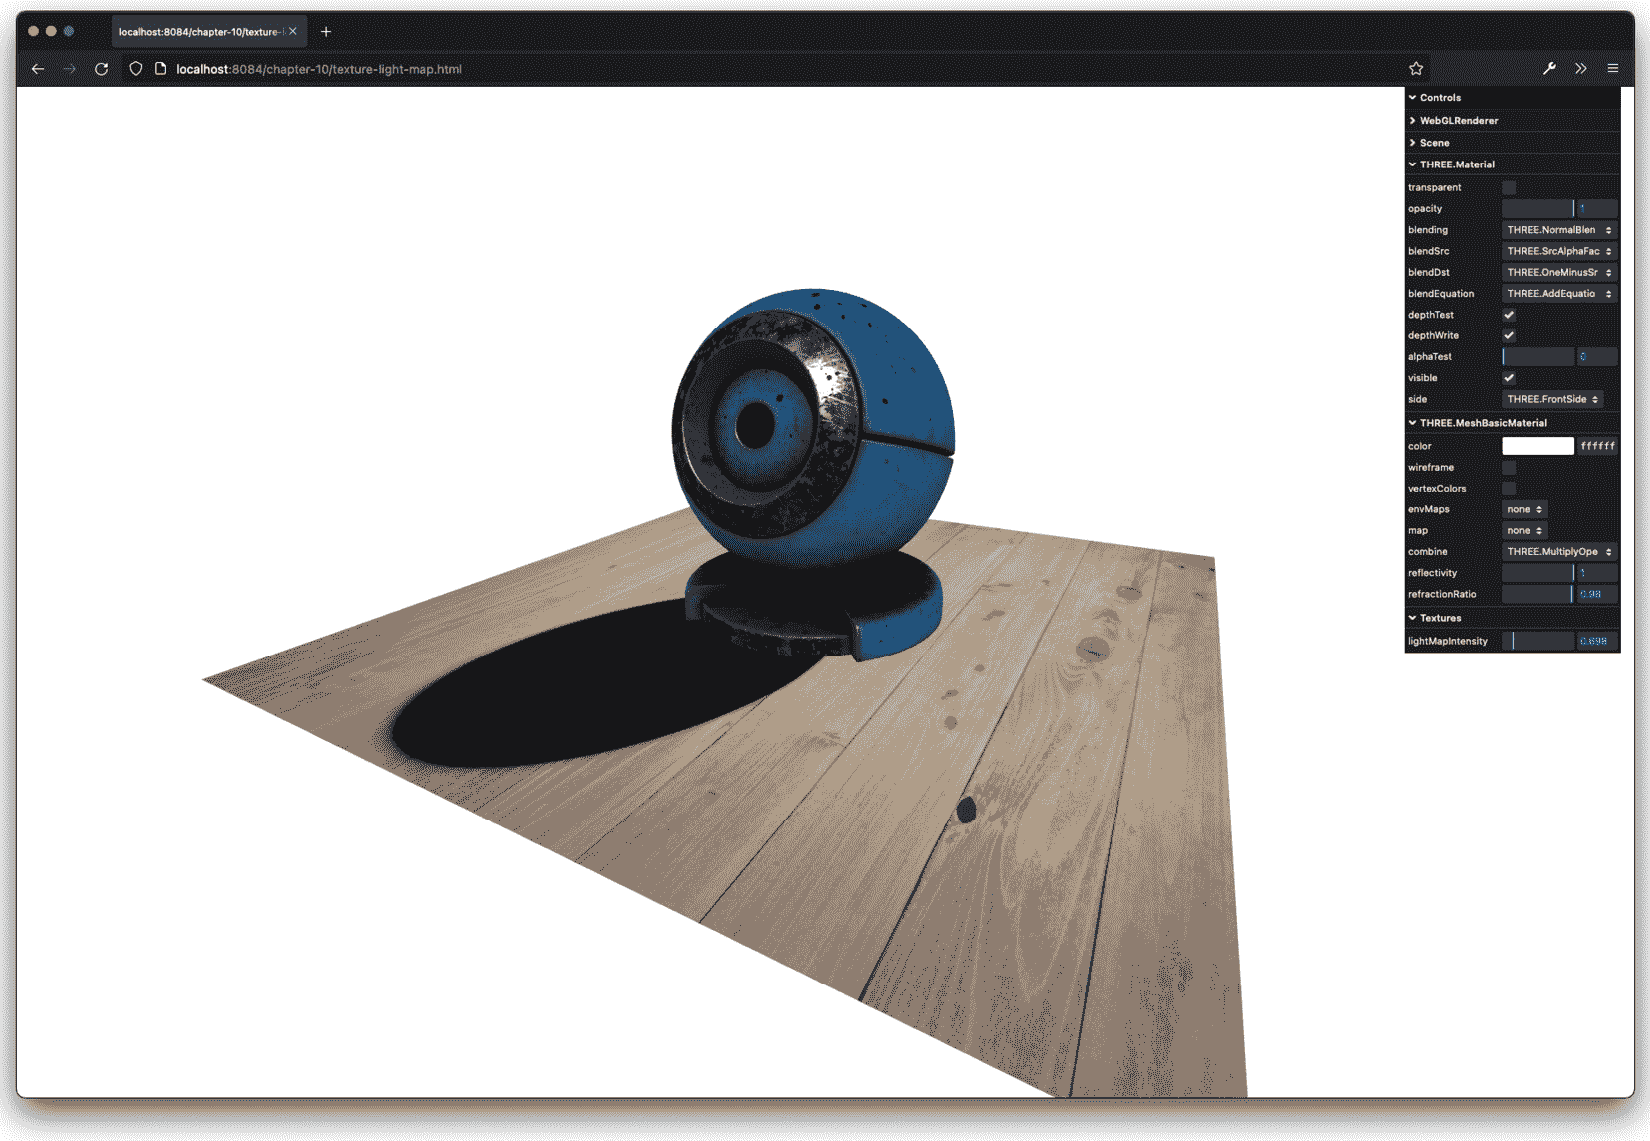 localhost:8084/chapter-10/texture-l
localhost:8084/chapter-10/texture-light-map.html
Controls
WebGLRenderer
Scene
THREE.Material
transparent
opacity 1
blending THREE.NormalBlen
blendSrc THREE.SrcAlphaFac
blendDst THREE.OneMinusSr
blendEquation THREE.AddEquatio
depthTest
depthWrite
alphaTest 0
visible
side THREE.FrontSide
THREE.MeshBasicMaterial
color ffffff
wireframe
vertexColors
envMaps none
map none
combine THREE.MultiplyOpe
reflectivity 1
refractionRatio 0.98
Textures
lightMapIntensity 0.698